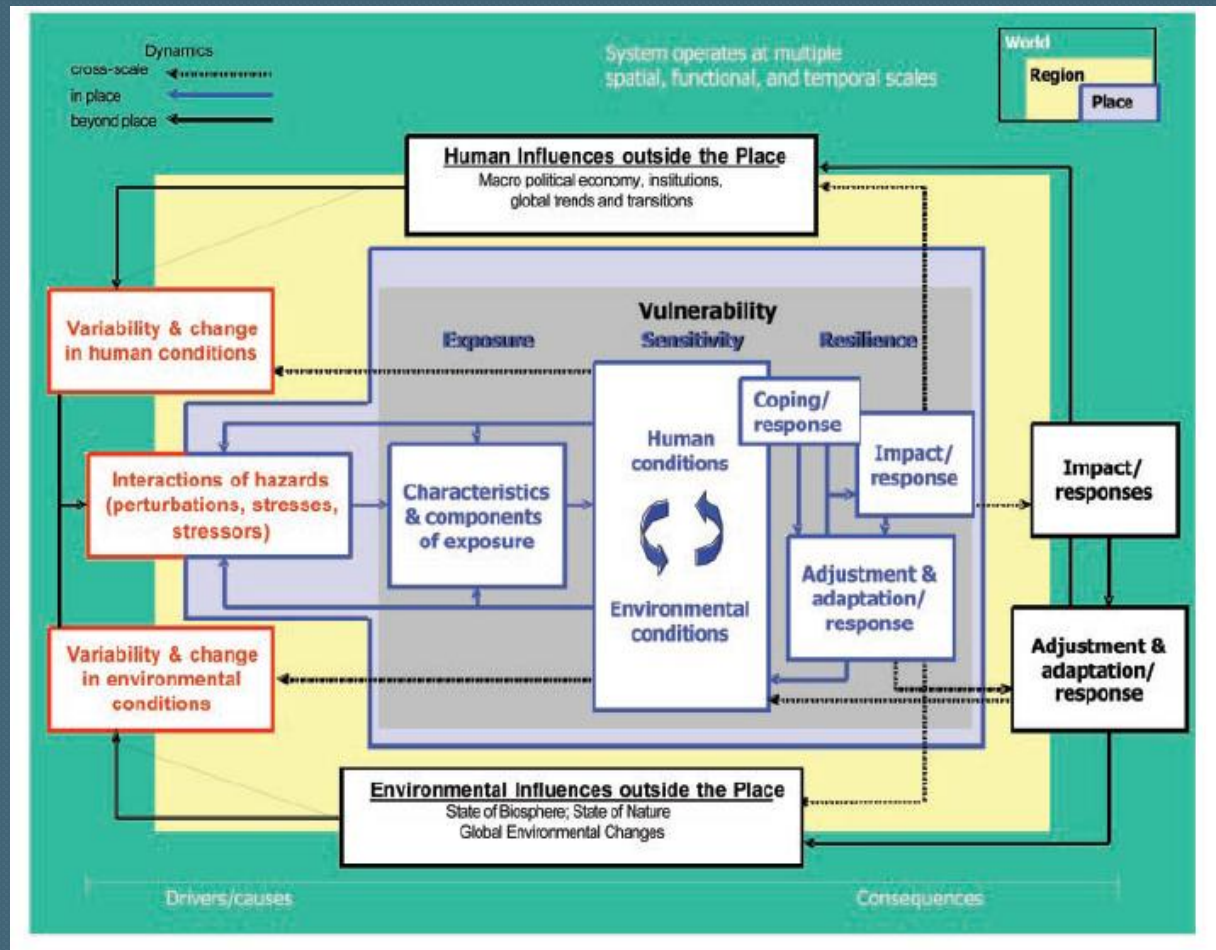 Dynamics
cross-scale
in place
beyond place
System operates at multiple
spatial, functional, and temporal scales
World
Region
Place
Human Influences outside the Place
Macro political economy, institutions,
global trends and transitions
Variability & change
in human conditions
Vulnerability
Exposure
Sensitivity
Resilience
Coping/
response
Human
conditions
Impact/
response
Impact/
responses
Interactions of hazards
(perturbations, stresses,
stressors)
Characteristics
& components
of exposure
Adjustment &
adaptation/
response
Environmental
conditions
Variability & change
in environmental
conditions
Adjustment &
adaptation/
response
Environmental Influences outside the Place
State of Biosphere; State of Nature
Global Environmental Changes
Drivers/causes
Consequences